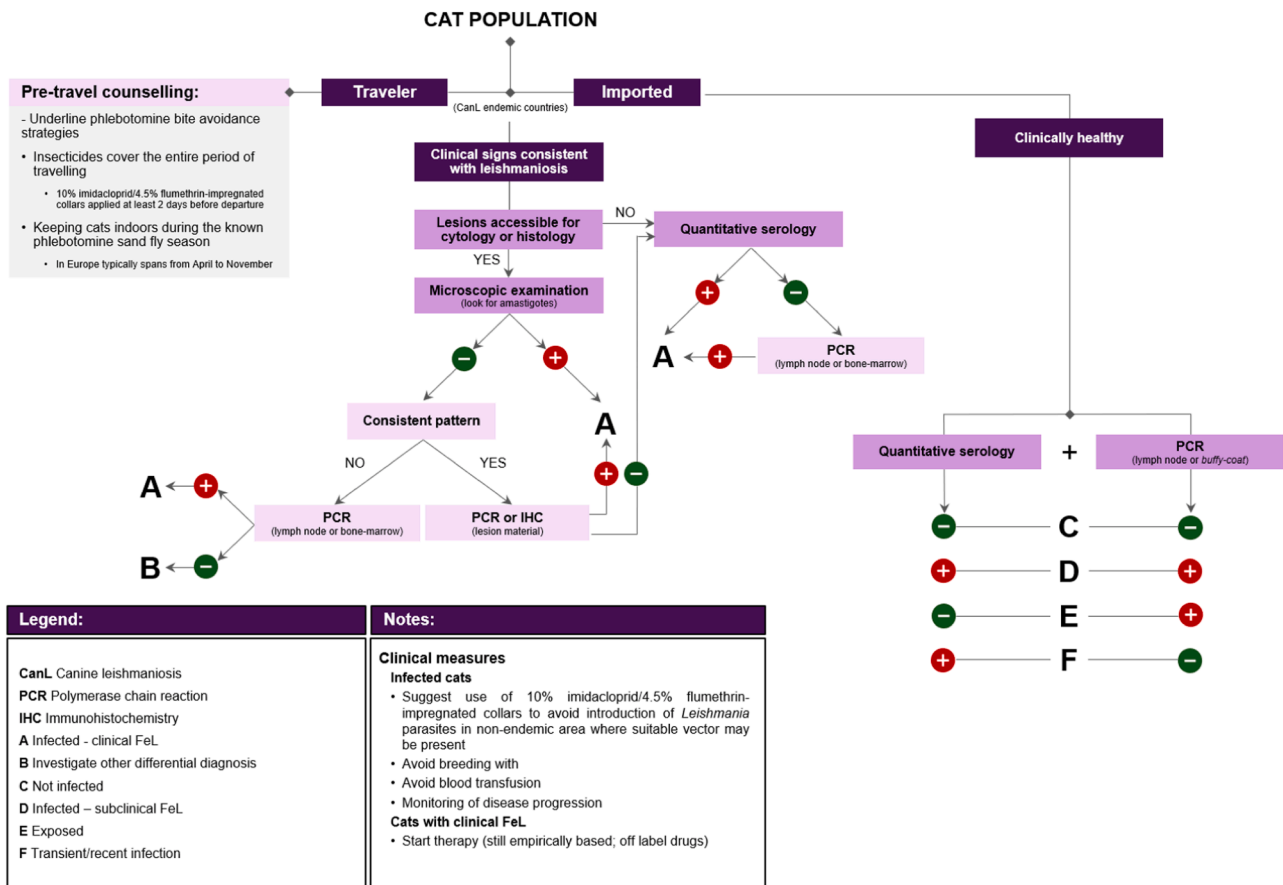 CAT POPULATION
Traveler
Imported
(CanL endemic countries)
Pre-travel counselling:
- Underline phlebotomine bite avoidance
strategies
• Insecticides cover the entire period of
travelling
• 10% imidacloprid/4.5% flumethrin-impregnated
collars applied at least 2 days before departure
• Keeping cats indoors during the known
phlebotomine sand fly season
• In Europe typically spans from April to November
Clinical signs consistent
with leishmaniosis
Clinically healthy
Lesions accessible for
cytology or histology
NO
Quantitative serology
YES
Microscopic examination
(look for amastigotes)
+
−
−
+
A
+
PCR
(lymph node or bone-marrow)
Consistent pattern
A
NO
YES
+
−
A
+
PCR
(lymph node or bone-marrow)
PCR or IHC
(lesion material)
B
−
Quantitative serology
+
PCR
(lymph node or buffy-coat)
−
C
−
+
D
+
−
E
+
+
F
−
Legend:
CanL Canine leishmaniosis
PCR Polymerase chain reaction
IHC Immunohistochemistry
A Infected - clinical FeL
B Investigate other differential diagnosis
C Not infected
D Infected – subclinical FeL
E Exposed
F Transient/recent infection
Notes:
Clinical measures
Infected cats
• Suggest use of 10% imidacloprid/4.5% flumethrin-
impregnated collars to avoid introduction of Leishmania
parasites in non-endemic area where suitable vector may
be present
• Avoid breeding with
• Avoid blood transfusion
• Monitoring of disease progression
Cats with clinical FeL
• Start therapy (still empirically based; off label drugs)